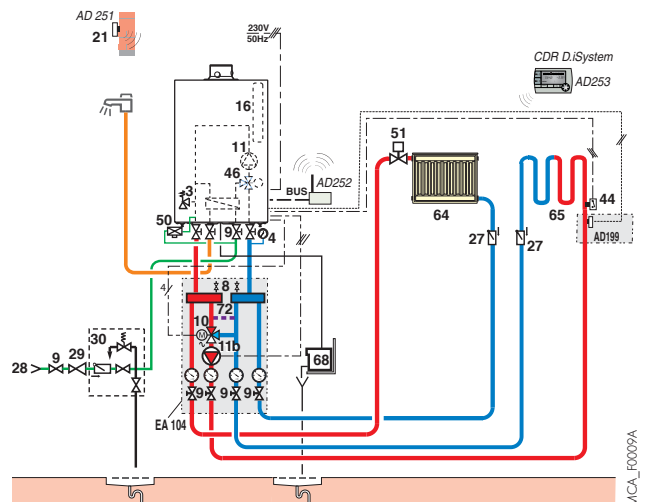 AD 251
21
230V
50Hz
CDR D.iSystem
AD253
16
11
51
46
AD252
BUS
3
44
64
65
50
9
4
27
27
AD199
8
4
72
10
M
11b
30
68
28
9
29
9
9
9
EA 104
MCA_F0009A